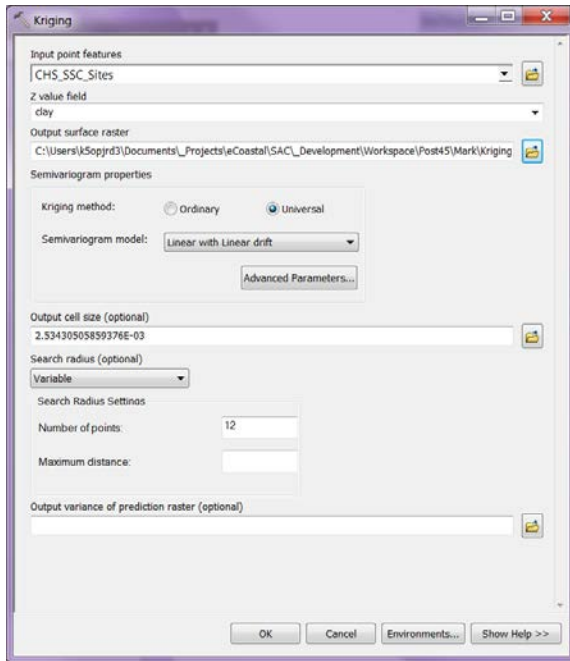 Kriging
Input point features
CHS_SSC_Sites
Z value field
clay
Output surface raster
C:\Users\k5opjrd3\Documents\_Projects\eCoastal\SAC\_Development\Workspace\Post45\Mark\Kriging
Semivariogram properties
Kriging method: Ordinary Universal
Semivariogram model: Linear with Linear drift
Advanced Parameters...
Output cell size (optional)
2.53430505859376E-03
Search radius (optional)
Variable
Search Radius Settings
Number of points: 12
Maximum distance:
Output variance of prediction raster (optional)
OK Cancel Environments... Show Help >>